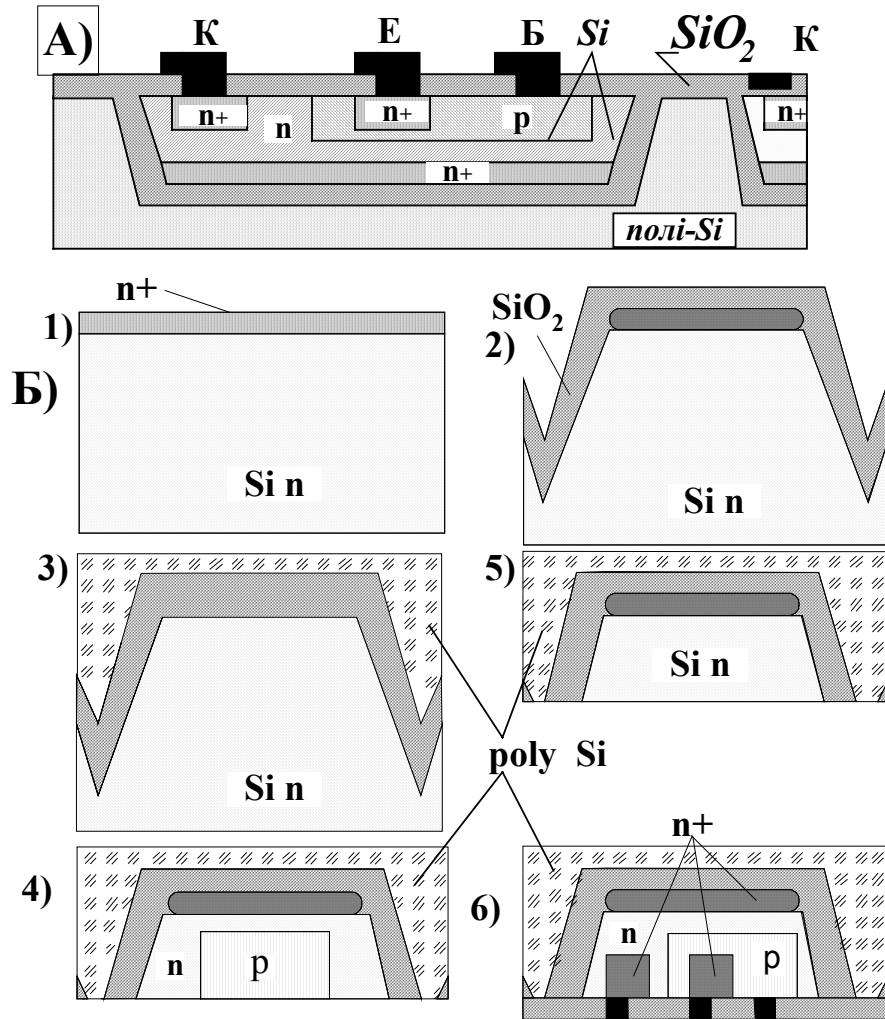 А)
К
Е
Б
Si
SiO₂
К
n+
n
n+
p
n+
n+
полі-Si
n+
1)
Б)
Si n
SiO₂
2)
Si n
3)
Si n
5)
Si n
poly Si
4)
n
p
n+
6)
n
p